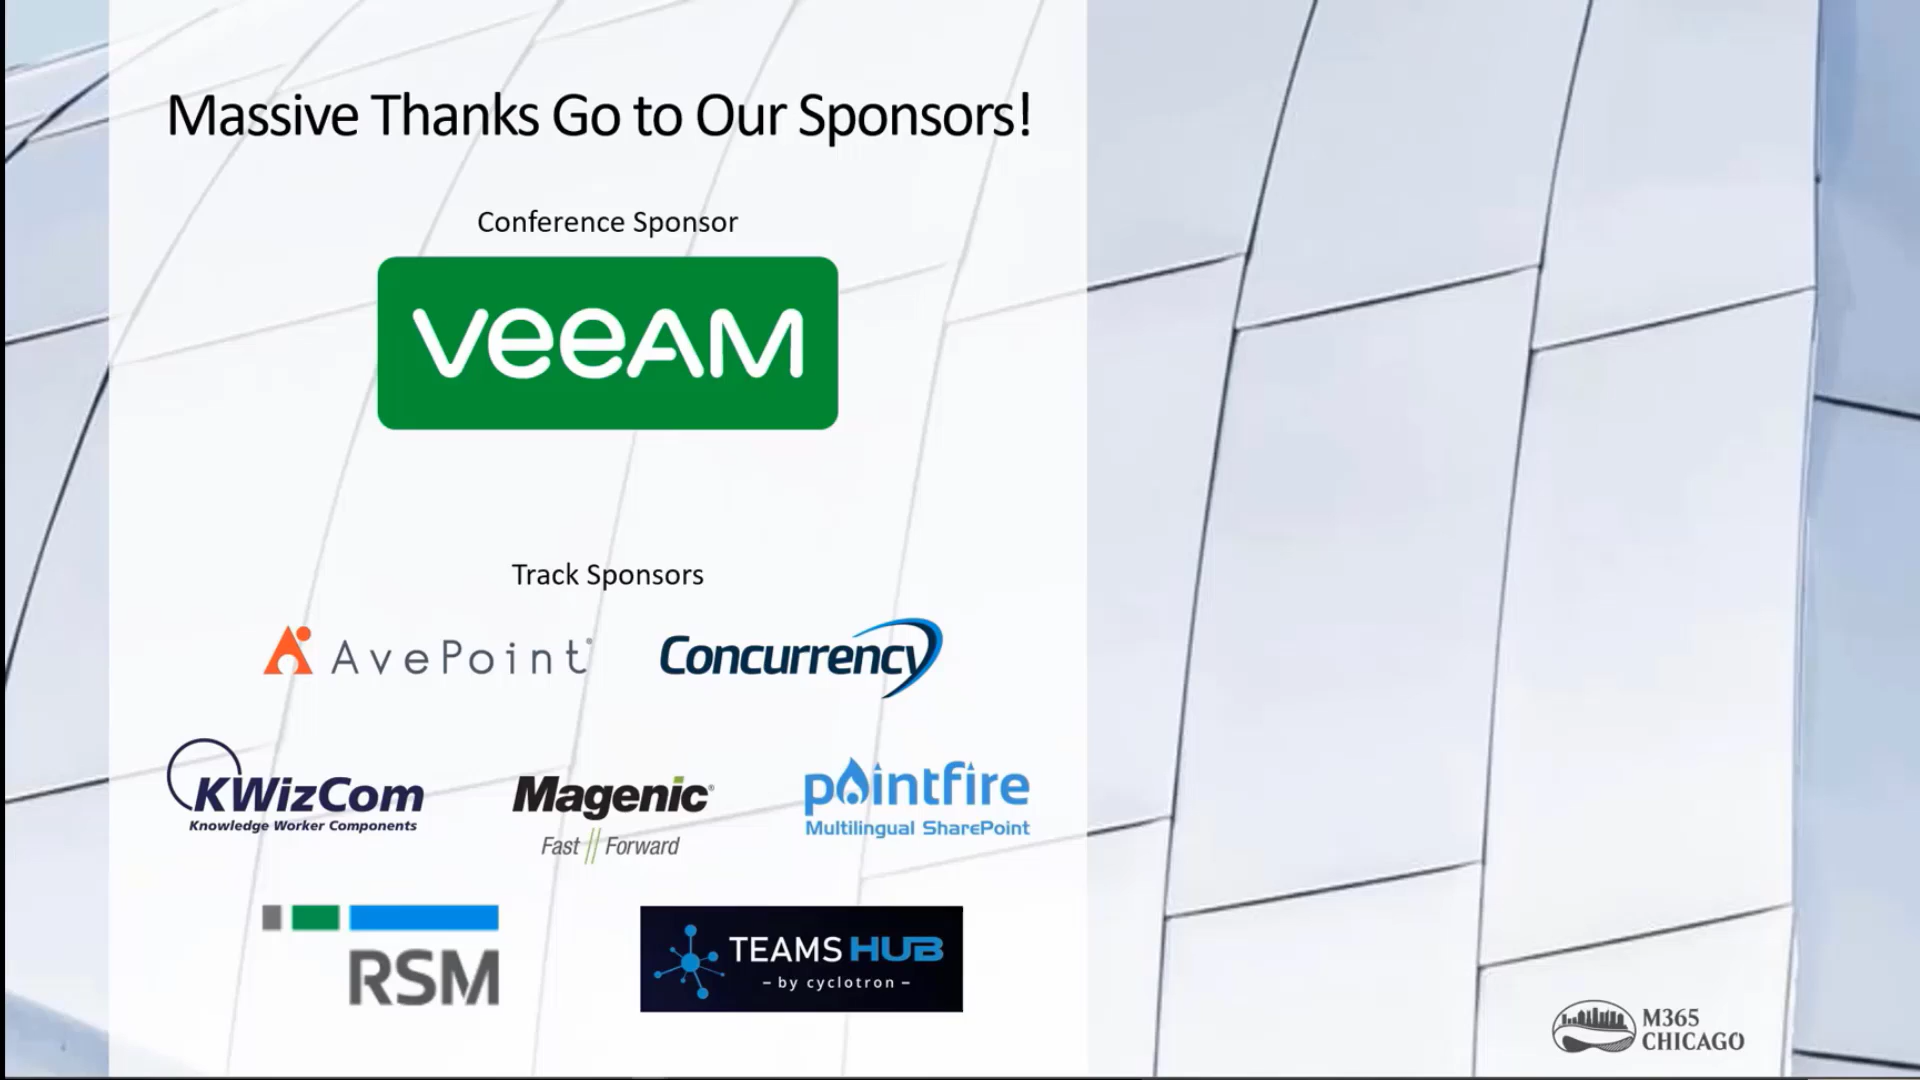 Massive Thanks Go to Our Sponsors!
Conference Sponsor
VEEAM
Track Sponsors
AvePoint®
Concurrency
KWizCom
Knowledge Worker Components
Magenic®
Fast // Forward
pointfire
Multilingual SharePoint
RSM
TEAMS HUB
– by cyclotron –
M365
CHICAGO